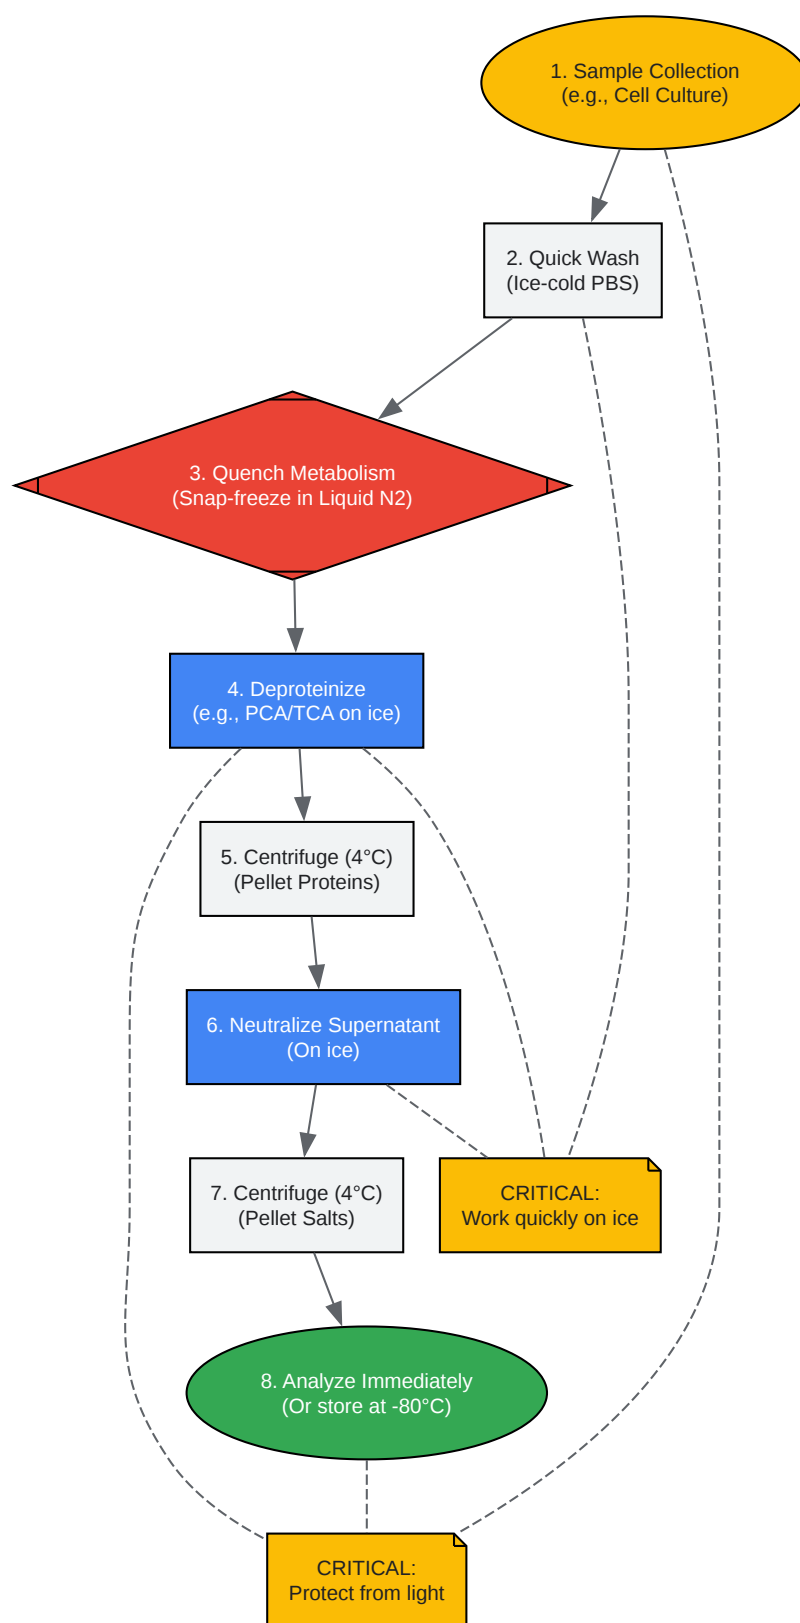 1. Sample Collection
(e.g., Cell Culture)
2. Quick Wash
(Ice-cold PBS)
3. Quench Metabolism
(Snap-freeze in Liquid N2)
4. Deproteinize
(e.g., PCA/TCA on ice)
5. Centrifuge (4°C)
(Pellet Proteins)
6. Neutralize Supernatant
(On ice)
7. Centrifuge (4°C)
(Pellet Salts)
CRITICAL:
Work quickly on ice
8. Analyze Immediately
(Or store at -80°C)
CRITICAL:
Protect from light